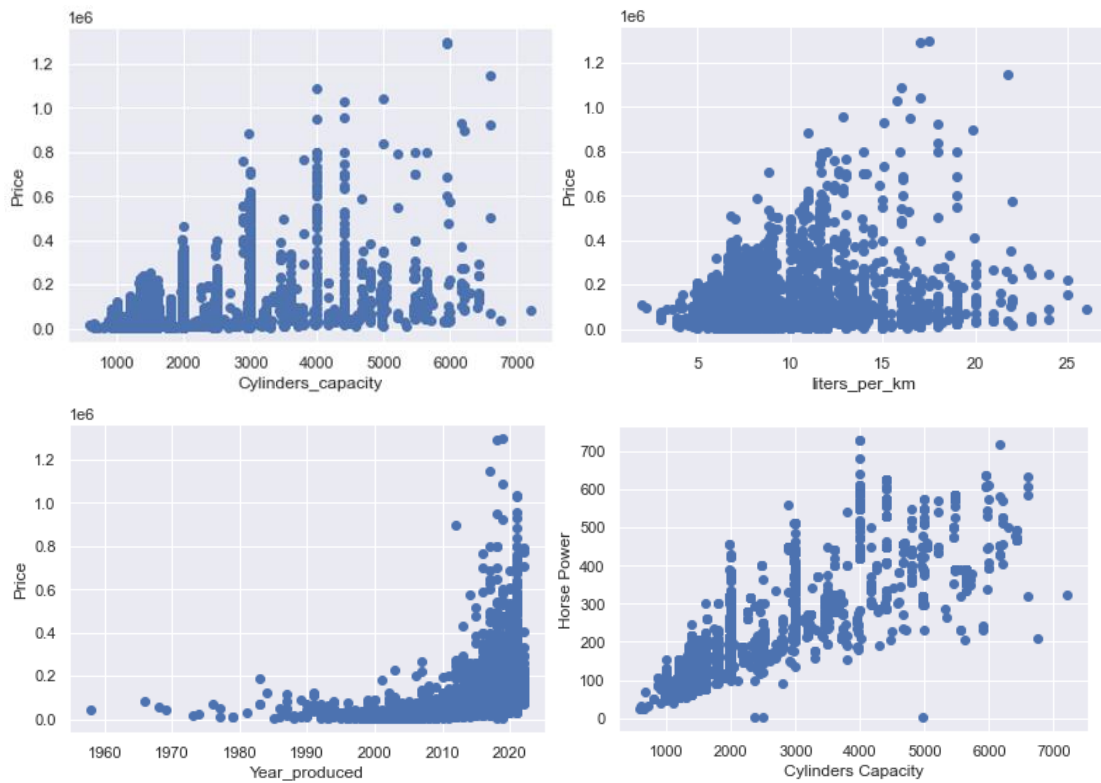 1e6
1.2
1.0
0.8
0.6
0.4
0.2
0.0
Price
1000 2000 3000 4000 5000 6000 7000
Cylinders_capacity
1e6
1.2
1.0
0.8
0.6
0.4
0.2
0.0
Price
5 10 15 20 25
liters_per_km
1e6
1.2
1.0
0.8
0.6
0.4
0.2
0.0
Price
1960 1970 1980 1990 2000 2010 2020
Year_produced
700
600
500
400
300
200
100
0
Horse Power
1000 2000 3000 4000 5000 6000 7000
Cylinders Capacity